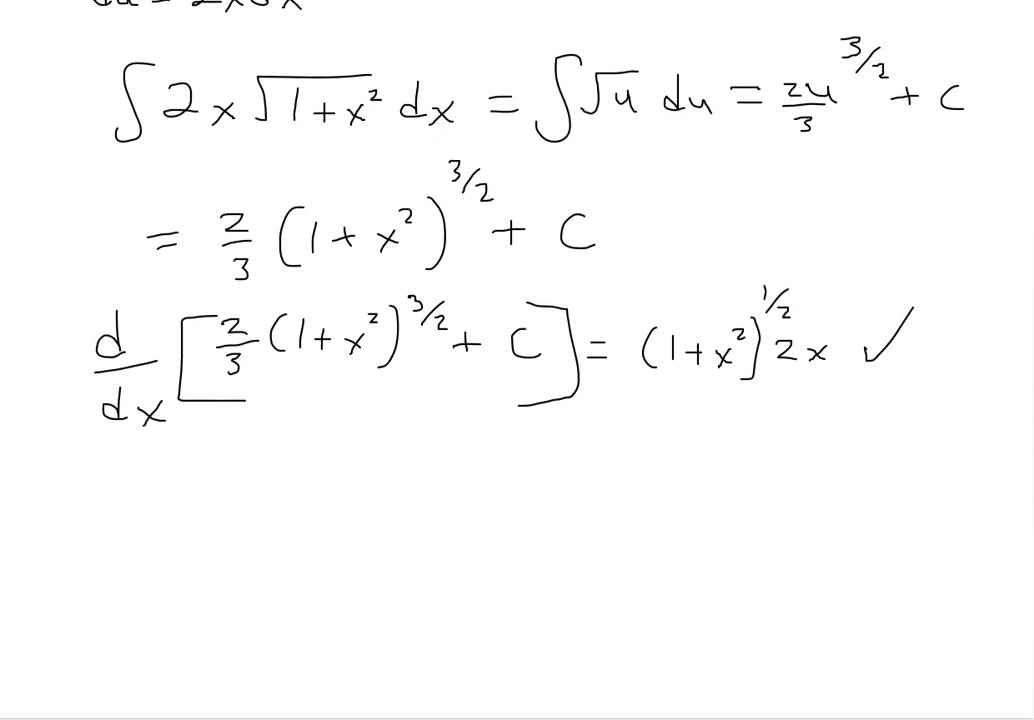 ∫ 2x √(1+x²) dx = ∫ √u du = 2u/3 ^3/2 + C
= 2/3 (1+x²)^3/2 + C
d/dx [2/3 (1+x²)^3/2 + C] = (1+x²)^1/2 2x ✓